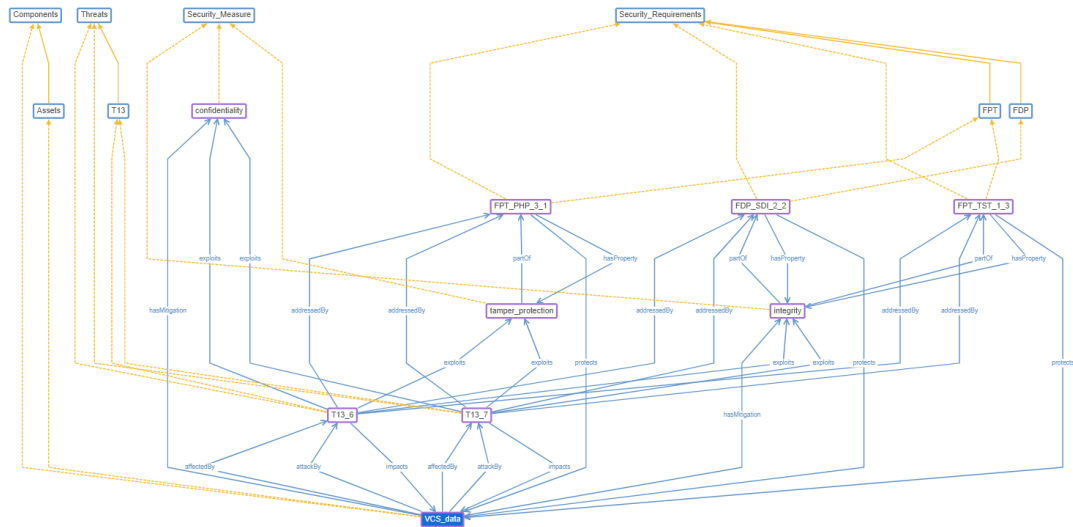 Components Threats Security_Measure Security_Requirements
Assets T13 confidentiality FPT FDP
FPT_PHP_3_1 FDP_SDI_2_2 FPT_TST_1_3
exploits exploits partOf hasProperty partOf hasProperty partOf hasProperty
hasMitigation addressedBy addressedBy tamper_protection addressedBy addressedBy integrity addressedBy addressedBy
exploits exploits protects exploits exploits protects protects
T13_6 T13_7 hasMitigation
affectedBy attackBy impacts affectedBy attackBy impacts
VCS_data